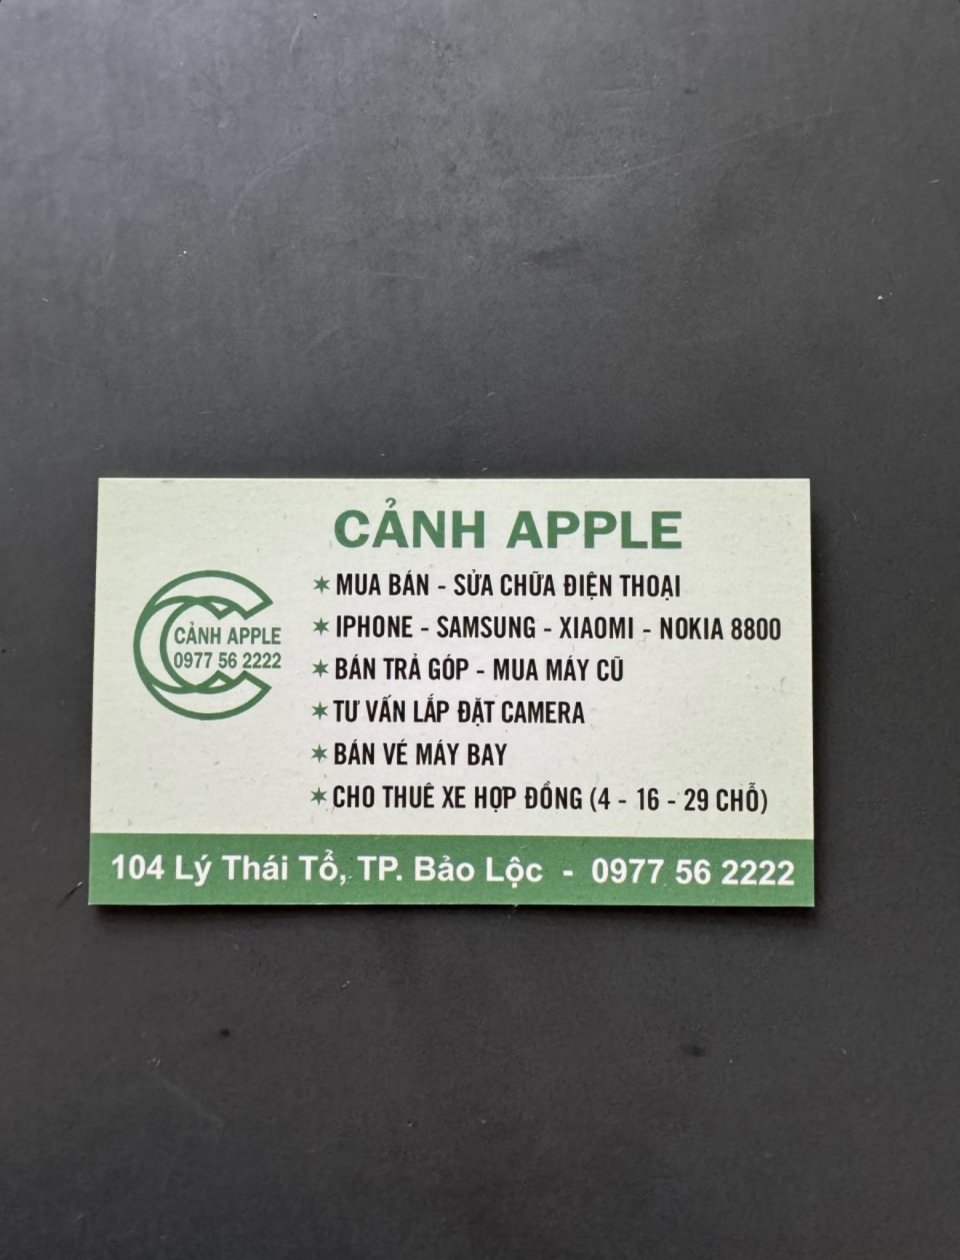 CẢNH APPLE
CẢNH APPLE
0977 56 2222
✶ MUA BÁN - SỬA CHỮA ĐIỆN THOẠI
✶ IPHONE - SAMSUNG - XIAOMI - NOKIA 8800
✶ BÁN TRẢ GÓP - MUA MÁY CŨ
✶ TƯ VẤN LẮP ĐẶT CAMERA
✶ BÁN VÉ MÁY BAY
✶ CHO THUÊ XE HỢP ĐỒNG (4 - 16 - 29 CHỖ)
104 Lý Thái Tổ, TP. Bảo Lộc - 0977 56 2222